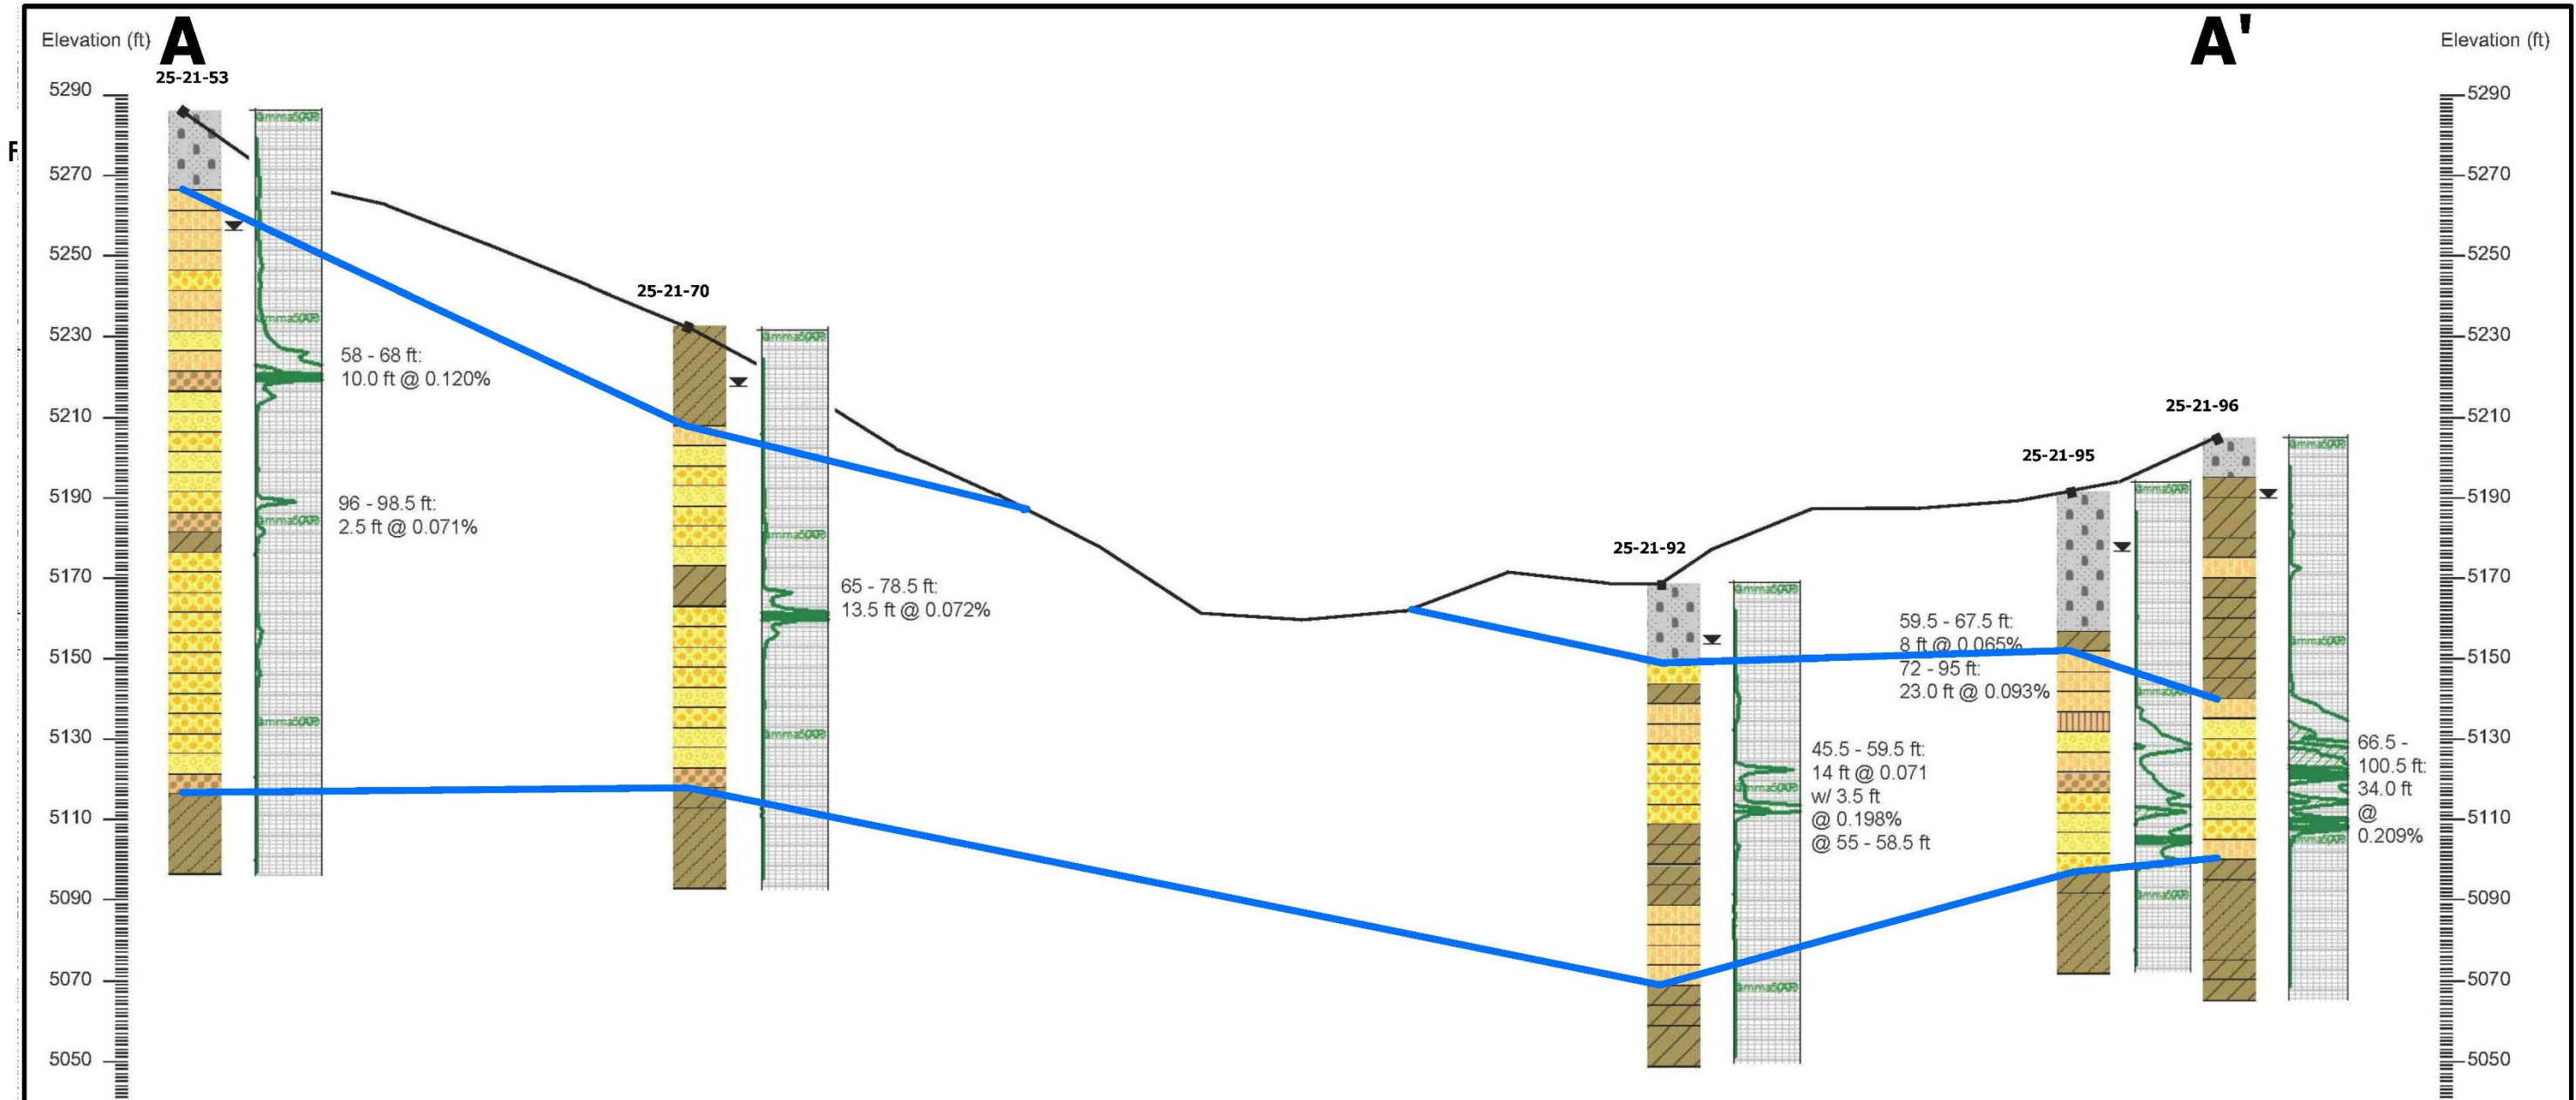 A
A'
Elevation (ft)
Elevation (ft)
25-21-53
5290
5290
F
5270
5270
5250
5250
25-21-70
5230
5230
58 - 68 ft:
10.0 ft @ 0.120%
5210
5210
25-21-96
25-21-95
96 - 98.5 ft:
2.5 ft @ 0.071%
5190
5190
25-21-92
5170
5170
65 - 78.5 ft:
13.5 ft @ 0.072%
59.5 - 67.5 ft:
8 ft @ 0.065%
72 - 95 ft:
23.0 ft @ 0.093%
5150
5150
5130
5130
45.5 - 59.5 ft:
14 ft @ 0.071
w/ 3.5 ft
@ 0.198%
@ 55 - 58.5 ft
66.5 -
100.5 ft:
34.0 ft
@
0.209%
5110
5110
5090
5090
5070
5070
5050
5050